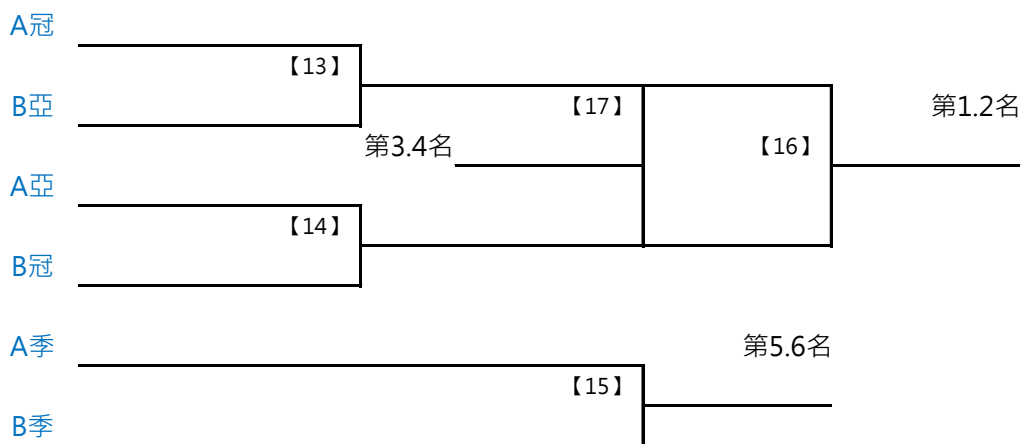 A冠
【13】
B亞
【17】
第1.2名
第3.4名
【16】
A亞
【14】
B冠
A季
第5.6名
【15】
B季